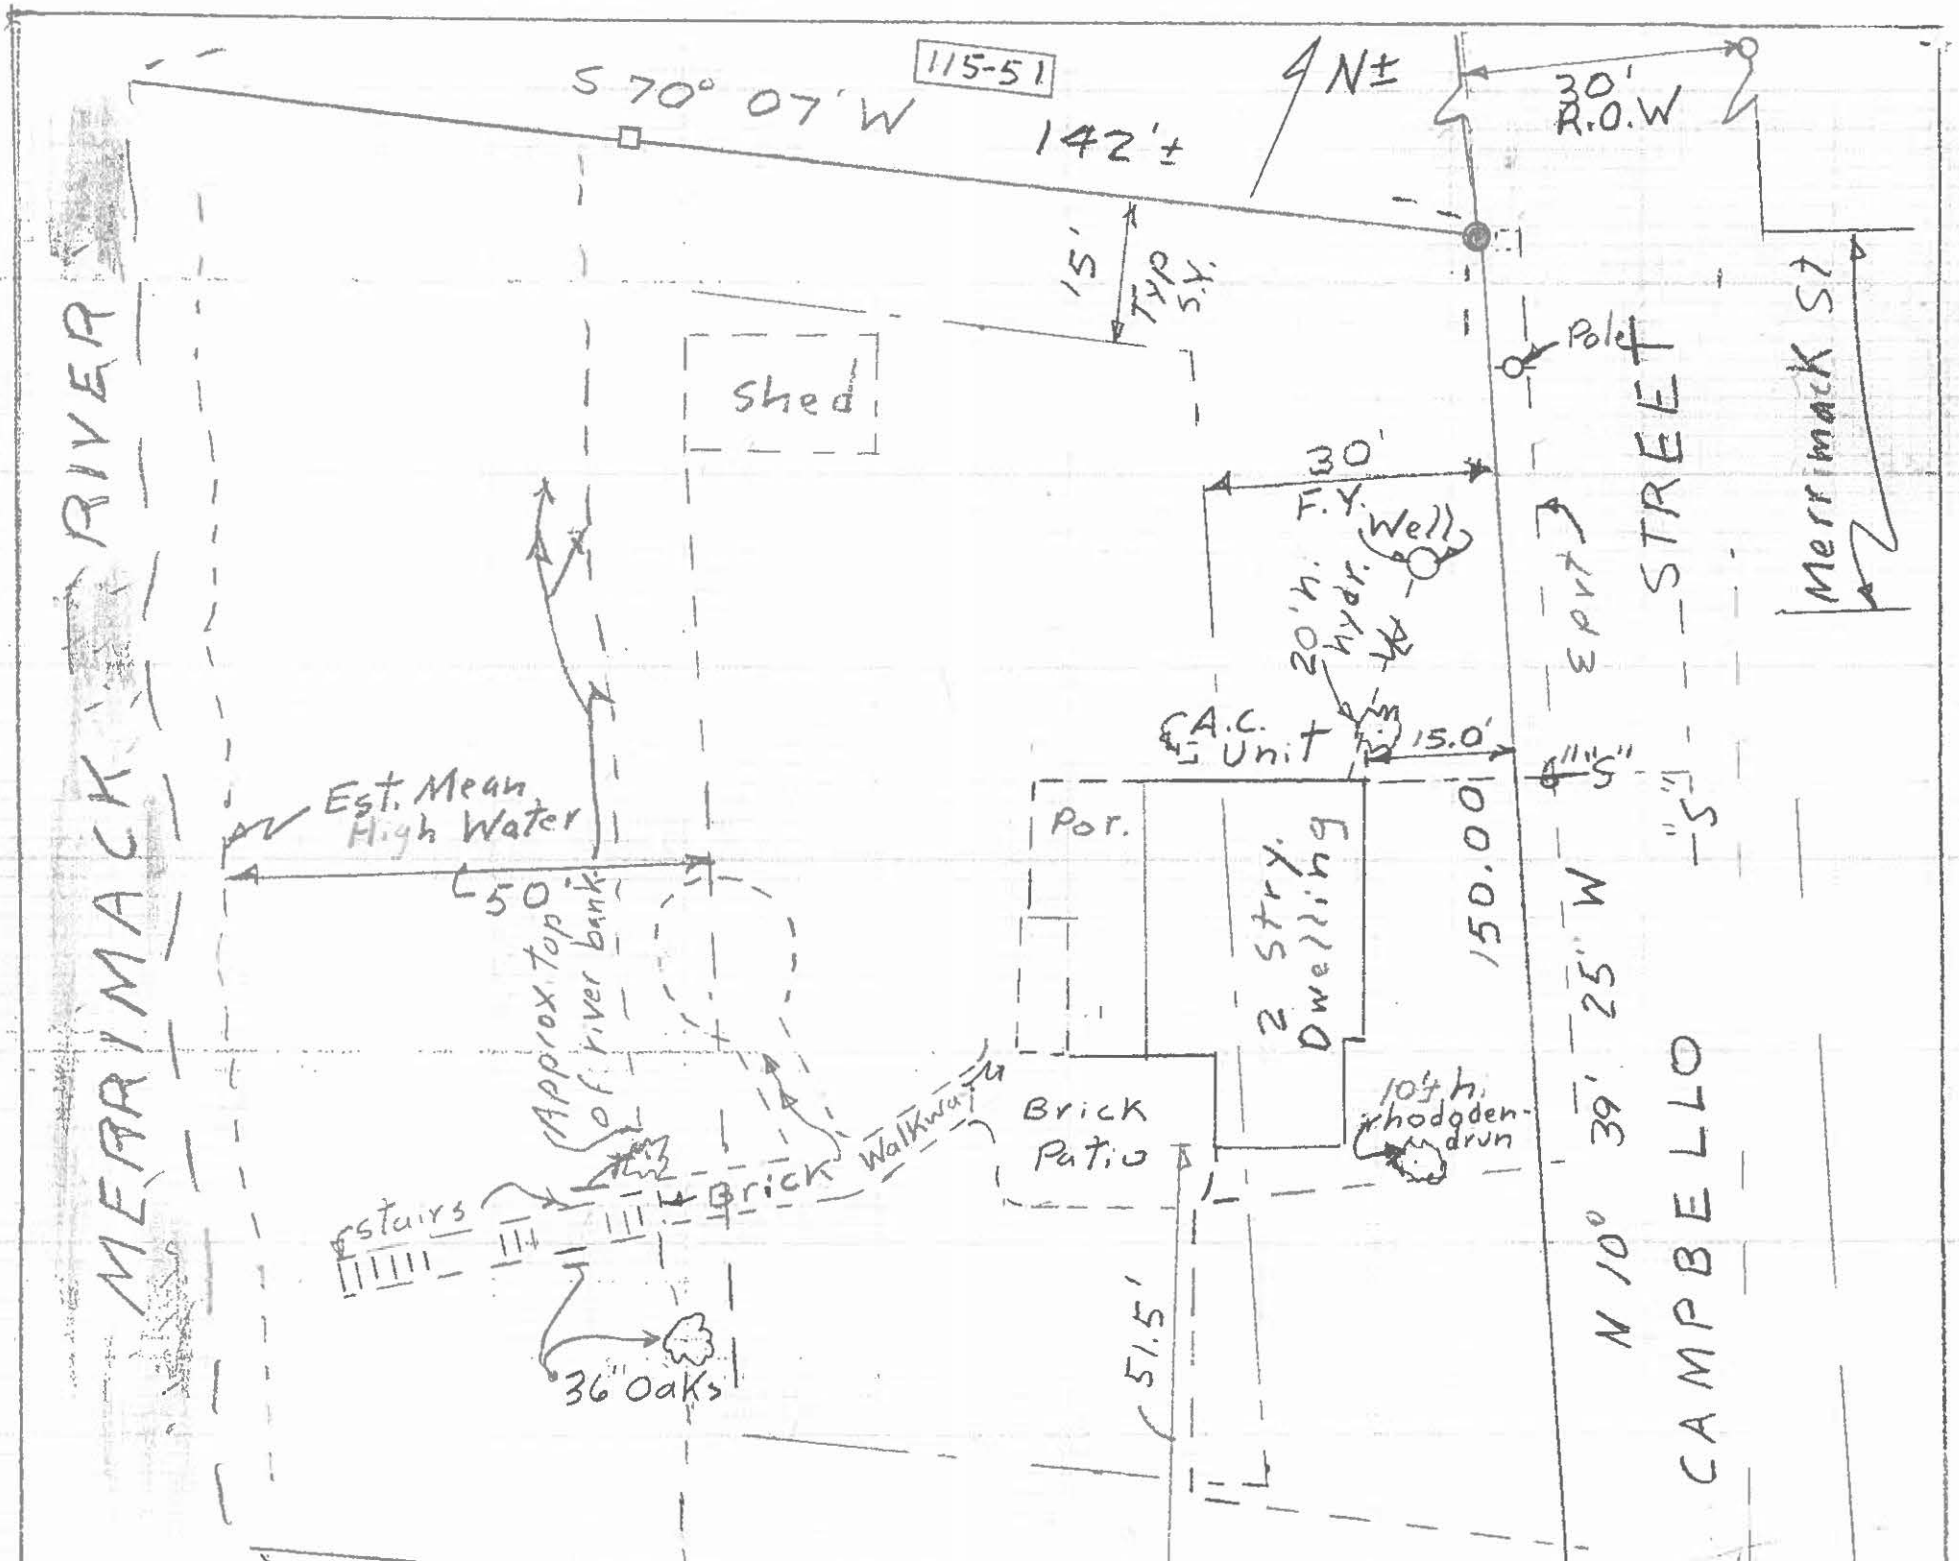 115-51
S 70° 07' W
142'±
N±
30'
R.O.W
15'
Typ
S.Y.
Shed
Pole
Merrimack St
30'
F.Y.
Well
20'h.
hydr.
A.C.
Unit
15.0'
"S"
"S"
£ pvt
STREET
CAMPBELLO
N 10° 39' 25" W
150.00
MERRIMACK RIVER
Est. Mean
High Water
50'
Approx. top
of river bank
Por.
2 Stry.
Dwelling
Brick
Patio
10'± h.
rhododen-
drun
Brick Walkway
stairs
36" Oaks
51.5'